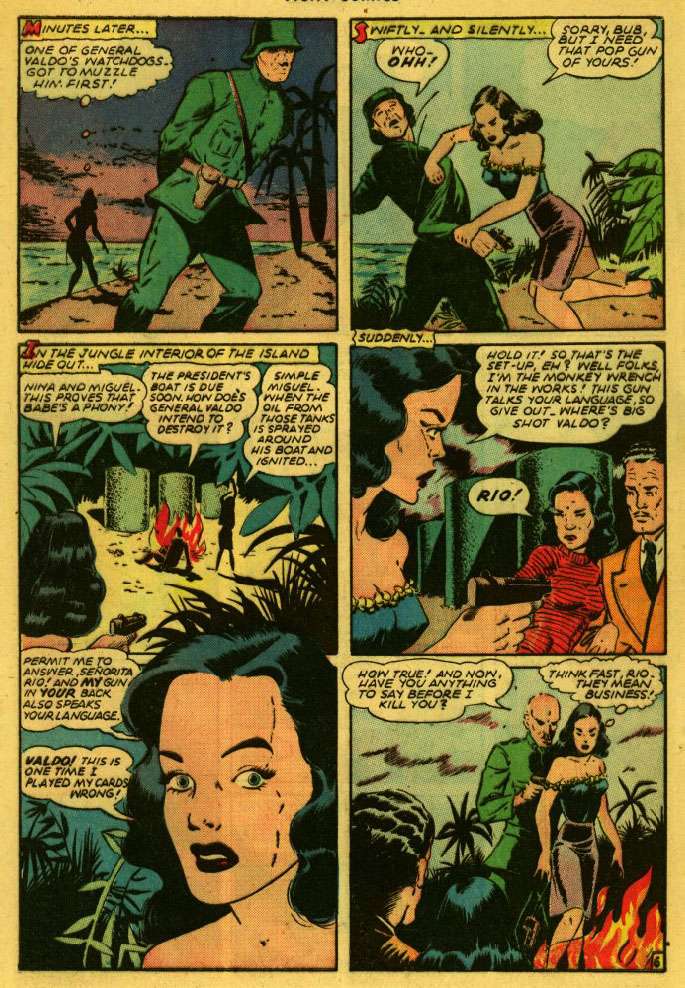 MINUTES LATER...
ONE OF GENERAL
VALDO'S WATCHDOGS_
GOT TO MUZZLE
HIM FIRST!
SWIFTLY_ AND SILENTLY...
WHO_
OHH!
SORRY, BUB,
BUT I NEED
THAT POP GUN
OF YOURS!
IN THE JUNGLE INTERIOR OF THE ISLAND
HIDE OUT...
NINA AND MIGUEL.
THIS PROVES THAT
BABE'S A PHONY!
THE PRESIDENT'S
BOAT IS DUE
SOON. HOW DOES
GENERAL VALDO
INTEND TO
DESTROY IT?
SIMPLE
MIGUEL.
WHEN THE
OIL FROM
THOSE TANKS
IS SPRAYED
AROUND
HIS BOAT AND
IGNITED...
SUDDENLY...
HOLD IT! SO, THAT'S THE
SET-UP, EH? WELL FOLKS,
I'M THE MONKEY WRENCH
IN THE WORKS! THIS GUN
TALKS YOUR LANGUAGE, SO
GIVE OUT_ WHERE'S BIG
SHOT VALDO?
RIO!
PERMIT ME TO
ANSWER, SEÑORITA
RIO! AND MY GUN
IN YOUR BACK
ALSO SPEAKS
YOUR LANGUAGE.
VALDO! THIS IS
ONE TIME I
PLAYED MY CARDS
WRONG!
HOW TRUE! AND NOW,
HAVE YOU ANYTHING
TO SAY BEFORE I
KILL YOU?
THINK FAST, RIO_
THEY MEAN
BUSINESS!
6